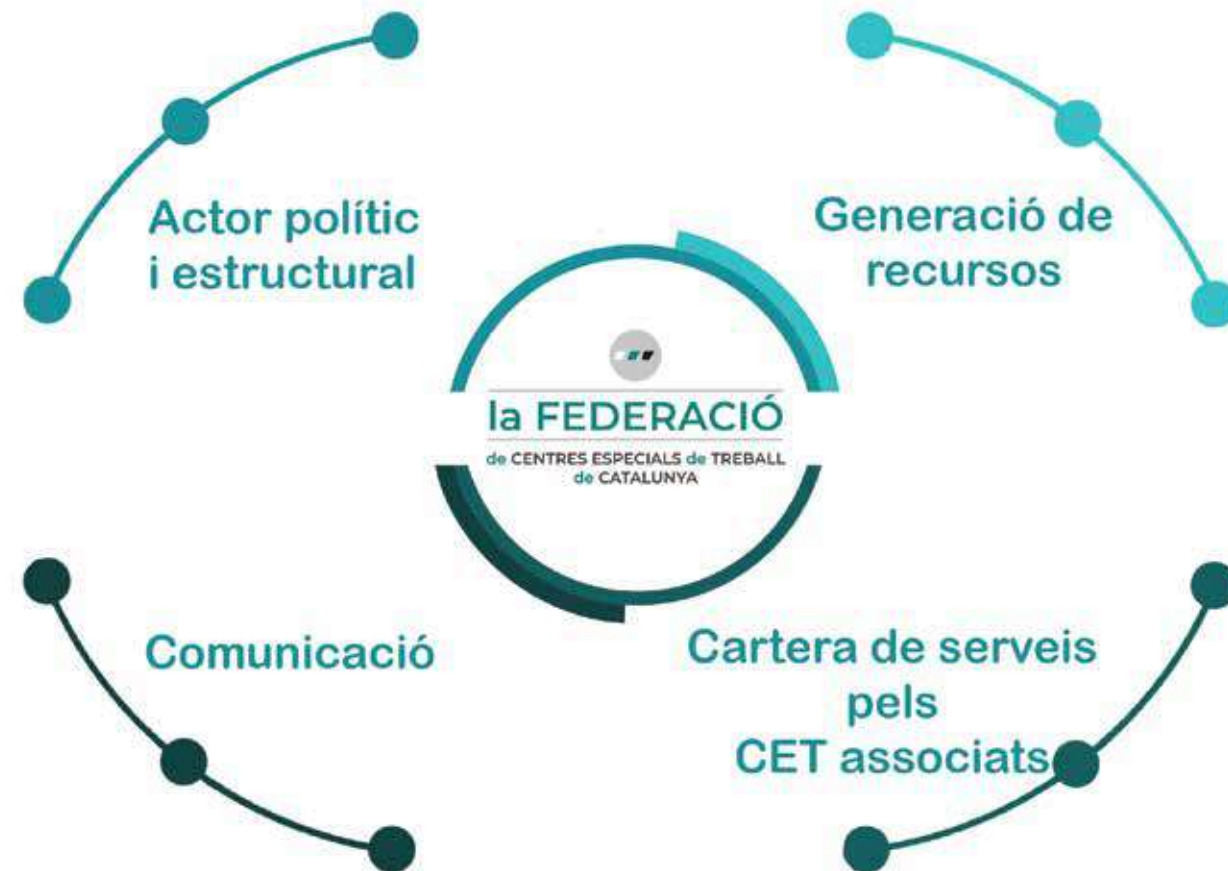 Actor polític
i estructural
Generació de
recursos
la FEDERACIÓ
de CENTRES ESPECIALS de TREBALL
de CATALUNYA
Comunicació
Cartera de serveis
pels
CET associats